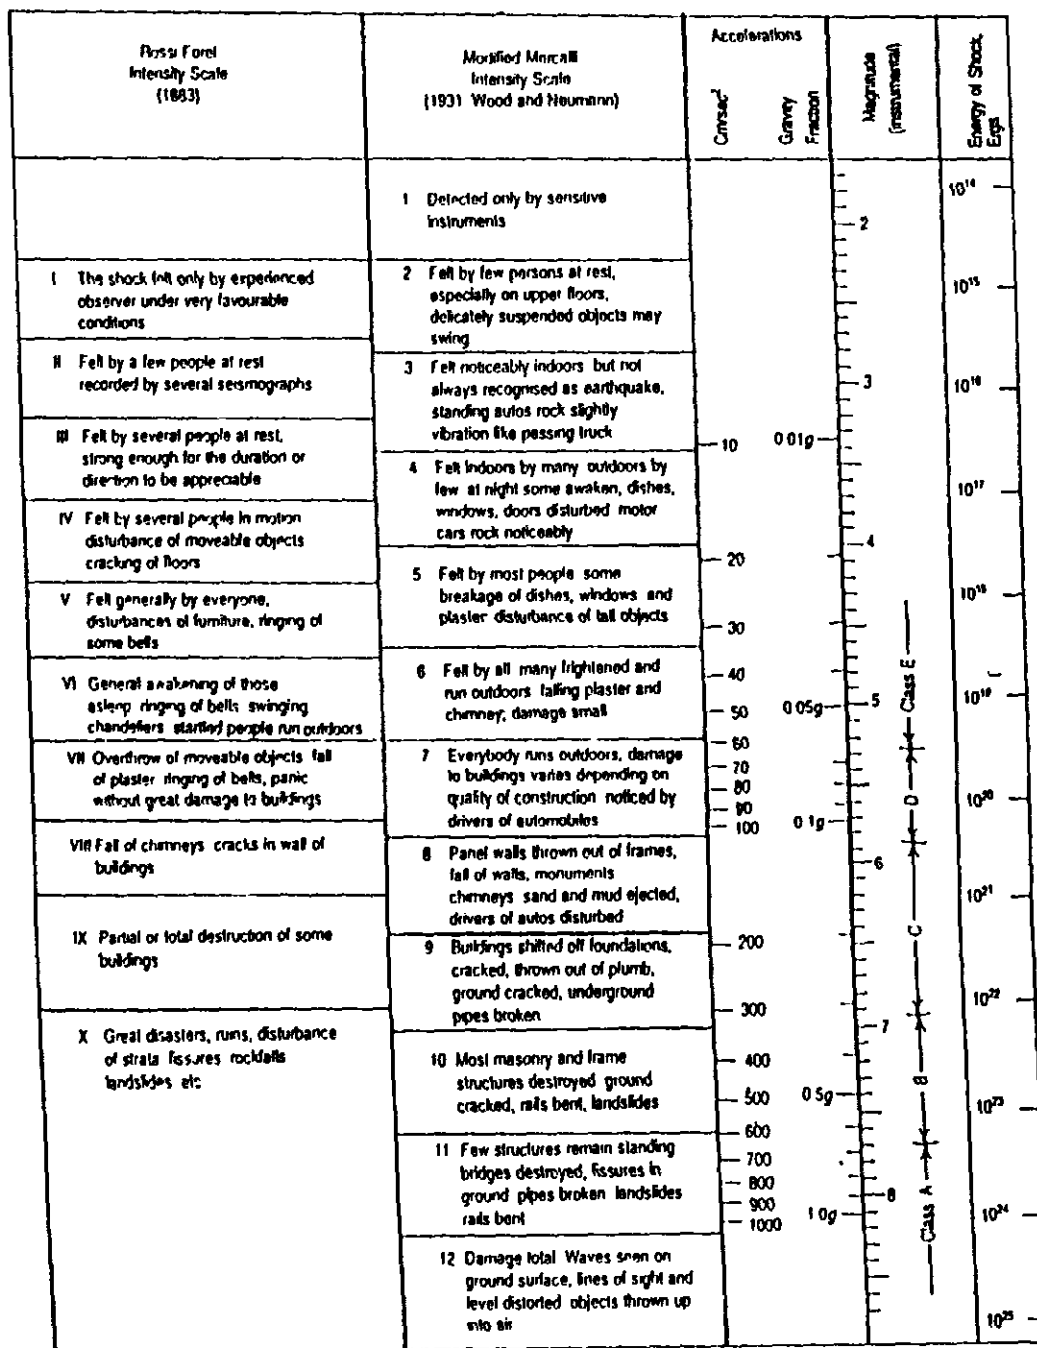 Rossi Forel
Intensity Scale
(1883)
Modified Mercalli
Intensity Scale
(1931 Wood and Neumann)
Accelerations
Cm/sec²
Gravity
Fraction
Magnitude
(instrumental)
Energy of Shock,
Ergs
I The shock felt only by experienced
observer under very favourable
conditions
II Felt by a few people at rest
recorded by several seismographs
III Felt by several people at rest,
strong enough for the duration or
direction to be appreciable
IV Felt by several people in motion
disturbance of moveable objects
cracking of floors
V Felt generally by everyone,
disturbances of furniture, ringing of
some bells
VI General awakening of those
asleep ringing of bells swinging
chandeliers startled people run outdoors
VII Overthrow of moveable objects fall
of plaster ringing of bells, panic
without great damage to buildings
VIII Fall of chimneys cracks in wall of
buildings
IX Partial or total destruction of some
buildings
X Great disasters, ruins, disturbance
of strata fissures rockfalls
landslides etc
1 Detected only by sensitive
instruments
2 Felt by few persons at rest,
especially on upper floors,
delicately suspended objects may
swing
3 Felt noticeably indoors but not
always recognised as earthquake,
standing autos rock slightly
vibration like passing truck
4 Felt indoors by many outdoors by
few at night some awaken, dishes,
windows, doors disturbed motor
cars rock noticeably
5 Felt by most people some
breakage of dishes, windows and
plaster disturbance of tall objects
6 Felt by all many frightened and
run outdoors falling plaster and
chimney, damage small
7 Everybody runs outdoors, damage
to buildings varies depending on
quality of construction noticed by
drivers of automobiles
8 Panel walls thrown out of frames,
fall of walls, monuments
chimneys sand and mud ejected,
drivers of autos disturbed
9 Buildings shifted off foundations,
cracked, thrown out of plumb,
ground cracked, underground
pipes broken
10 Most masonry and frame
structures destroyed ground
cracked, rails bent, landslides
11 Few structures remain standing
bridges destroyed, fissures in
ground pipes broken landslides
rails bent
12 Damage total Waves seen on
ground surface, lines of sight and
level distorted objects thrown up
into air
10
20
30
40
50
60
70
80
90
100
200
300
400
500
600
700
800
900
1000
0 01g
0 05g
0 1g
0 5g
1 0g
2
3
4
5
6
7
8
Class E
D
C
B
Class A
10¹⁴
10¹⁵
10¹⁶
10¹⁷
10¹⁸
10¹⁹
10²⁰
10²¹
10²²
10²³
10²⁴
10²⁵